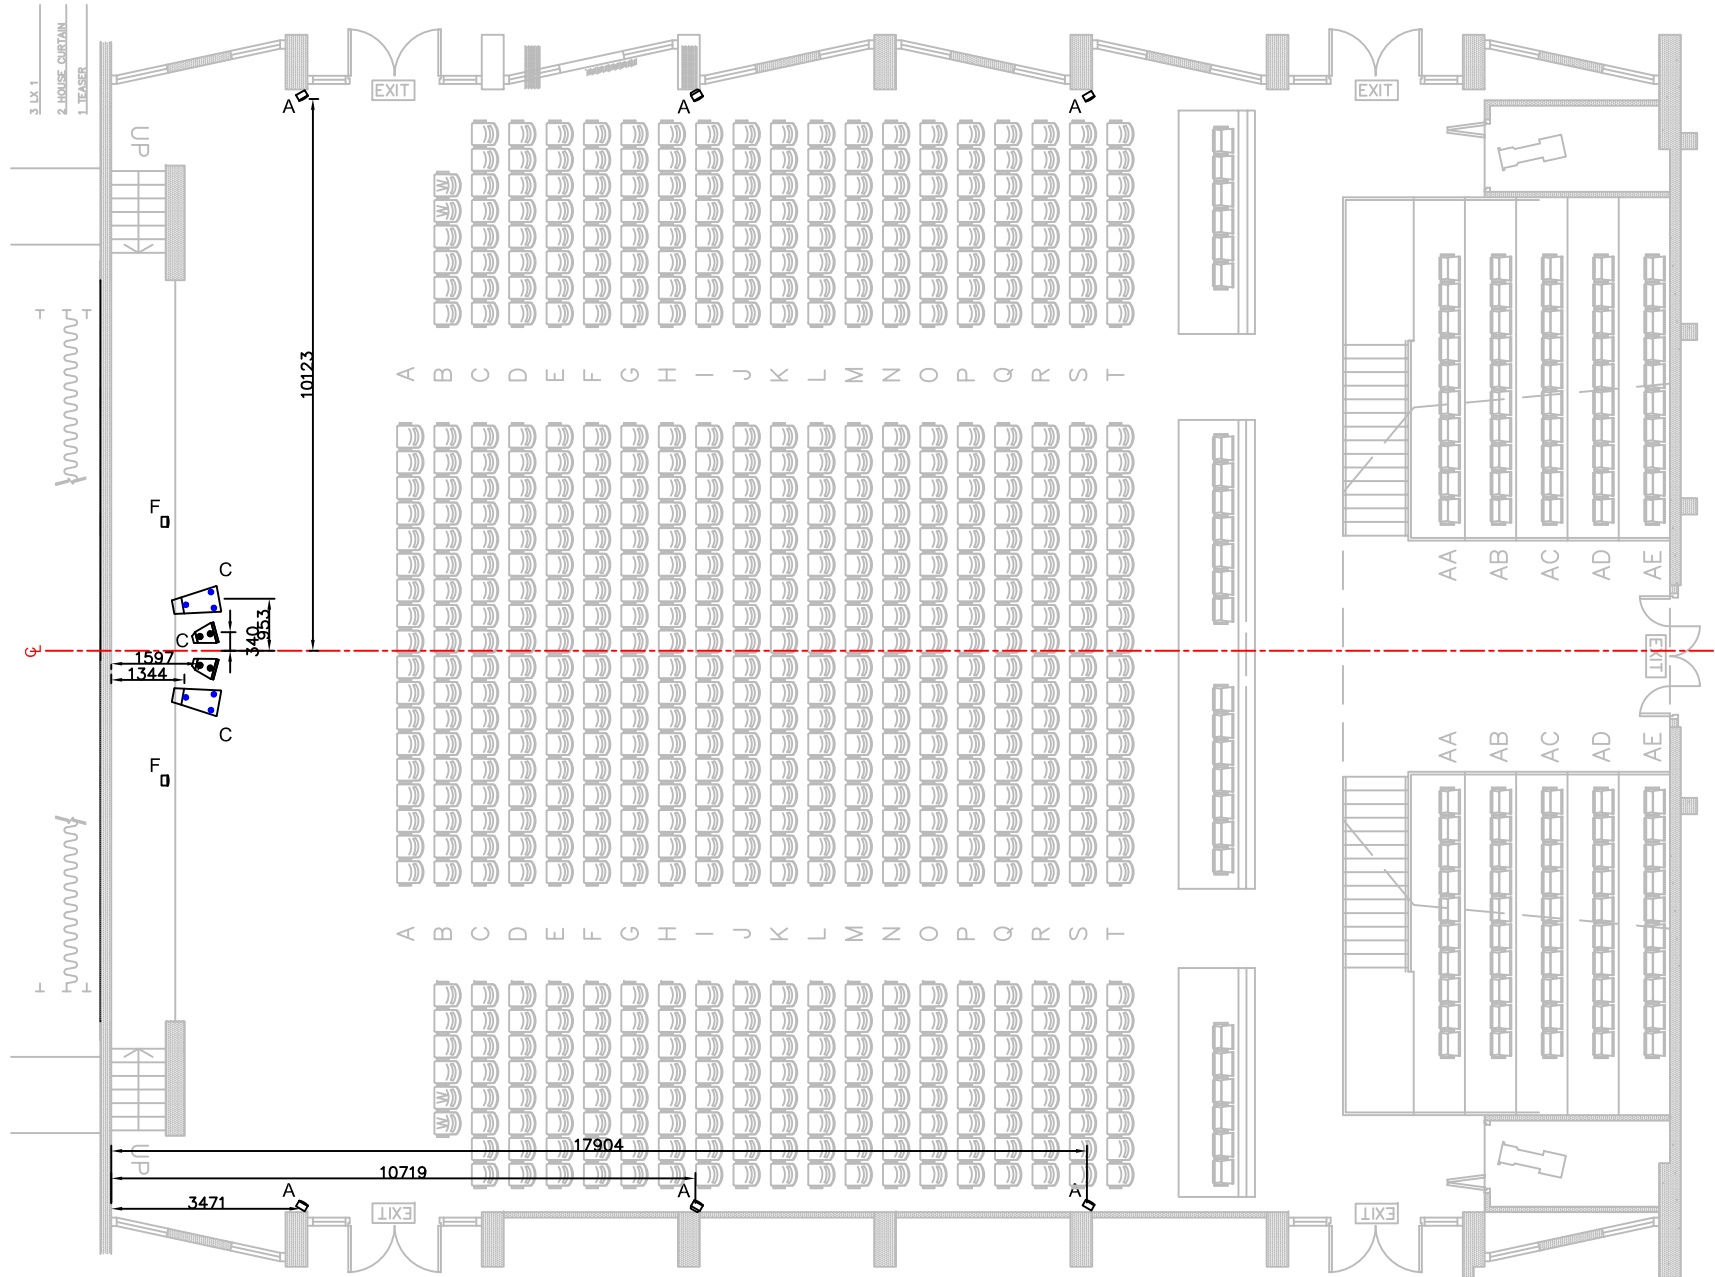 3 LX 1
2 HOUSE CURTAIN
1 TEASER
EXIT
EXIT
A
A
A
UP
W
W
10123
A B C D E F G H I J K L M N O P Q R S T
F
C
AA AB AC AD AE
953
340
C
℄
1597
1344
EXIT
C
AA AB AC AD AE
F
A B C D E F G H I J K L M N O P Q R S T
W
W
UP
17904
10719
3471
A
A
A
EXIT
EXIT